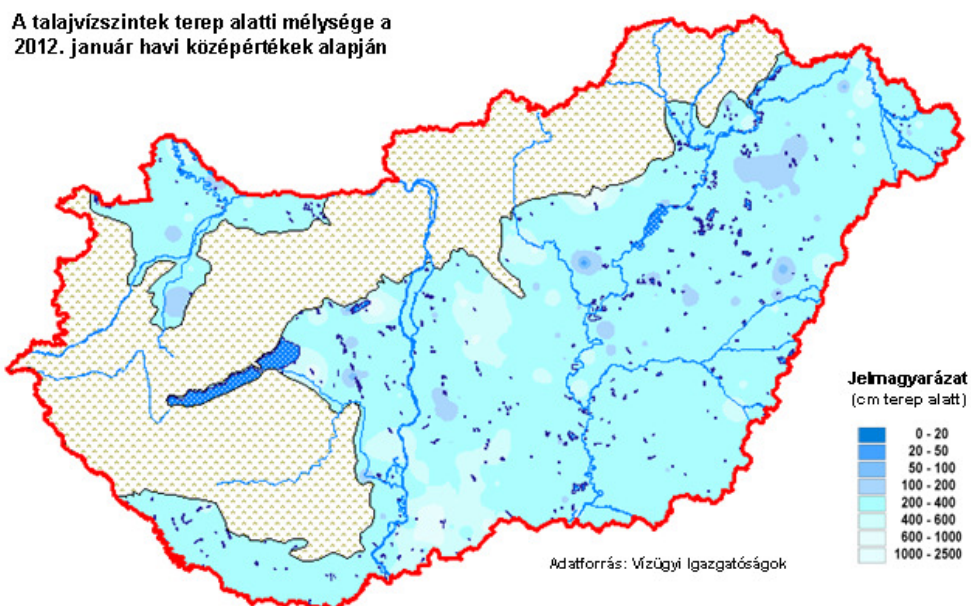 A talajvízszintek terep alatti mélysége a
2012. január havi középértékek alapján
Jelmagyarázat
(cm terep alatt)
0 - 20
20 - 50
50 - 100
100 - 200
200 - 400
400 - 600
600 - 1000
1000 - 2500
Adatforrás: Vízügyi Igazgatóságok